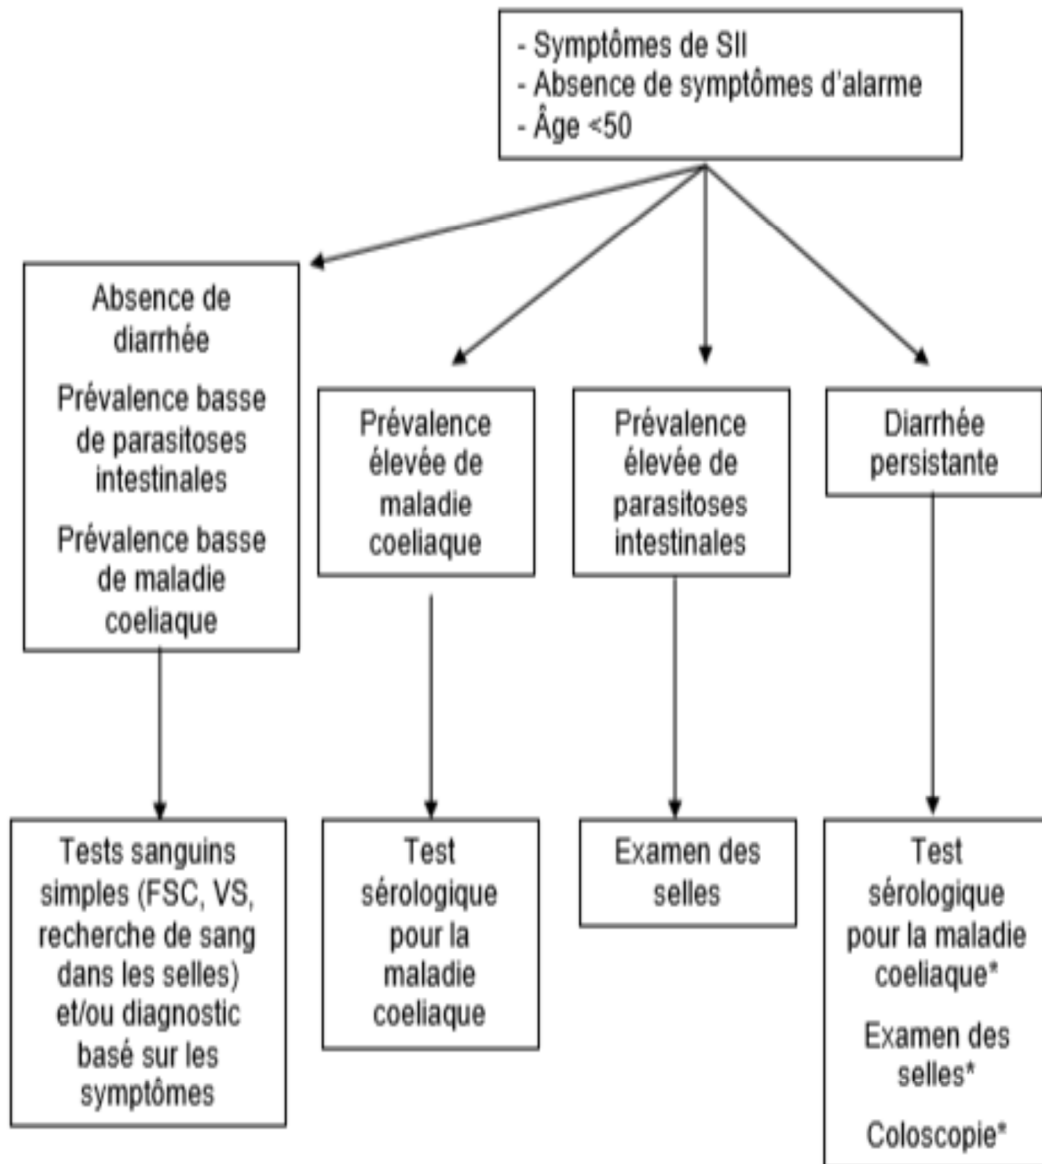 - Symptômes de SII
- Absence de symptômes d'alarme
- Âge <50
Absence de
diarrhée
Prévalence basse
de parasitoses
intestinales
Prévalence basse
de maladie
coeliaque
Prévalence
élevée de
maladie
coeliaque
Prévalence
élevée de
parasitoses
intestinales
Diarrhée
persistante
Tests sanguins
simples (FSC, VS,
recherche de sang
dans les selles)
et/ou diagnostic
basé sur les
symptômes
Test
sérologique
pour la
maladie
coeliaque
Examen des
selles
Test
sérologique
pour la maladie
coeliaque*
Examen des
selles*
Coloscopie*